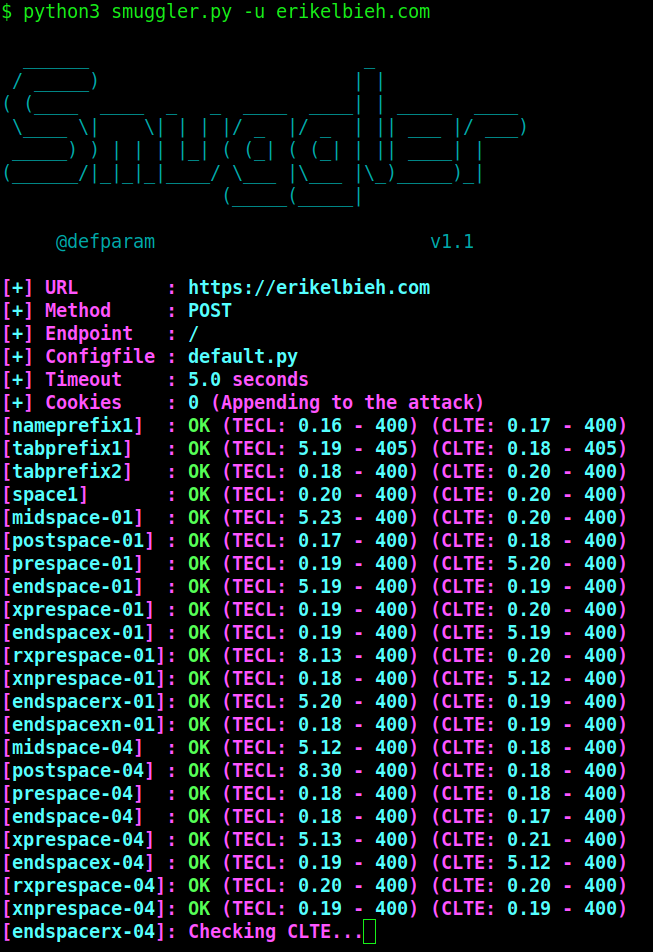 $ python3 smuggler.py -u erikelbieh.com
Smuggler
@defparam v1.1
[+] URL : https://erikelbieh.com
[+] Method : POST
[+] Endpoint : /
[+] Configfile : default.py
[+] Timeout : 5.0 seconds
[+] Cookies : 0 (Appending to the attack)
[nameprefix1] : OK (TECL: 0.16 - 400) (CLTE: 0.17 - 400)
[tabprefix1] : OK (TECL: 5.19 - 405) (CLTE: 0.18 - 405)
[tabprefix2] : OK (TECL: 0.18 - 400) (CLTE: 0.20 - 400)
[space1] : OK (TECL: 0.20 - 400) (CLTE: 0.20 - 400)
[midspace-01] : OK (TECL: 5.23 - 400) (CLTE: 0.20 - 400)
[postspace-01] : OK (TECL: 0.17 - 400) (CLTE: 0.18 - 400)
[prespace-01] : OK (TECL: 0.19 - 400) (CLTE: 5.20 - 400)
[endspace-01] : OK (TECL: 5.19 - 400) (CLTE: 0.19 - 400)
[xprespace-01] : OK (TECL: 0.19 - 400) (CLTE: 0.20 - 400)
[endspacex-01] : OK (TECL: 0.19 - 400) (CLTE: 5.19 - 400)
[rxprespace-01]: OK (TECL: 8.13 - 400) (CLTE: 0.20 - 400)
[xnprespace-01]: OK (TECL: 0.18 - 400) (CLTE: 5.12 - 400)
[endspacerx-01]: OK (TECL: 5.20 - 400) (CLTE: 0.19 - 400)
[endspacexn-01]: OK (TECL: 0.18 - 400) (CLTE: 0.19 - 400)
[midspace-04] : OK (TECL: 5.12 - 400) (CLTE: 0.18 - 400)
[postspace-04] : OK (TECL: 8.30 - 400) (CLTE: 0.18 - 400)
[prespace-04] : OK (TECL: 0.18 - 400) (CLTE: 0.18 - 400)
[endspace-04] : OK (TECL: 0.18 - 400) (CLTE: 0.17 - 400)
[xprespace-04] : OK (TECL: 5.13 - 400) (CLTE: 0.21 - 400)
[endspacex-04] : OK (TECL: 0.19 - 400) (CLTE: 5.12 - 400)
[rxprespace-04]: OK (TECL: 0.20 - 400) (CLTE: 0.20 - 400)
[xnprespace-04]: OK (TECL: 0.19 - 400) (CLTE: 0.19 - 400)
[endspacerx-04]: Checking CLTE...